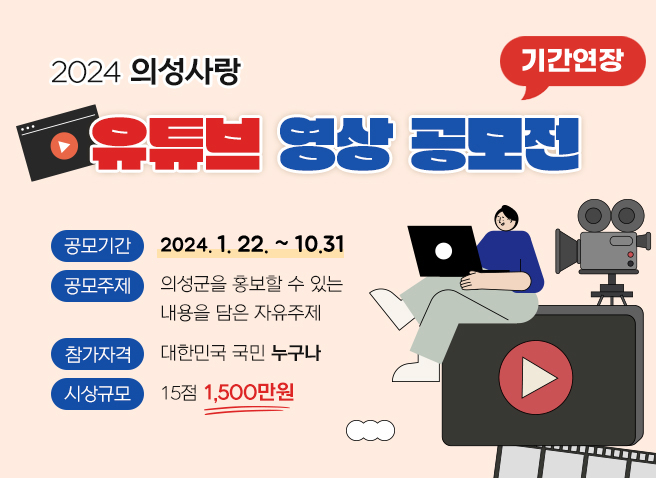 2024 의성사랑
기간연장
유튜브 영상 공모전
공모기간 2024. 1. 22. ~ 10.31
공모주제 의성군을 홍보할 수 있는
내용을 담은 자유주제
참가자격 대한민국 국민 누구나
시상규모 15점 1,500만원